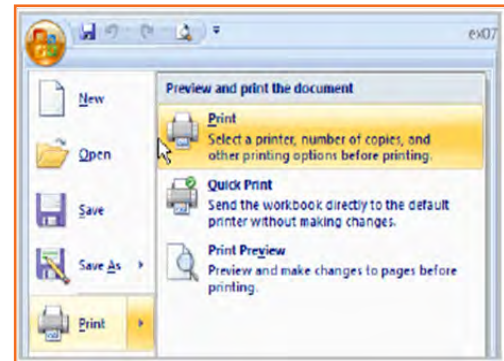 ex07
New
Open
Save
Save As
Print
Preview and print the document
Print
Select a printer, number of copies, and
other printing options before printing.
Quick Print
Send the workbook directly to the default
printer without making changes.
Print Preview
Preview and make changes to pages before
printing.